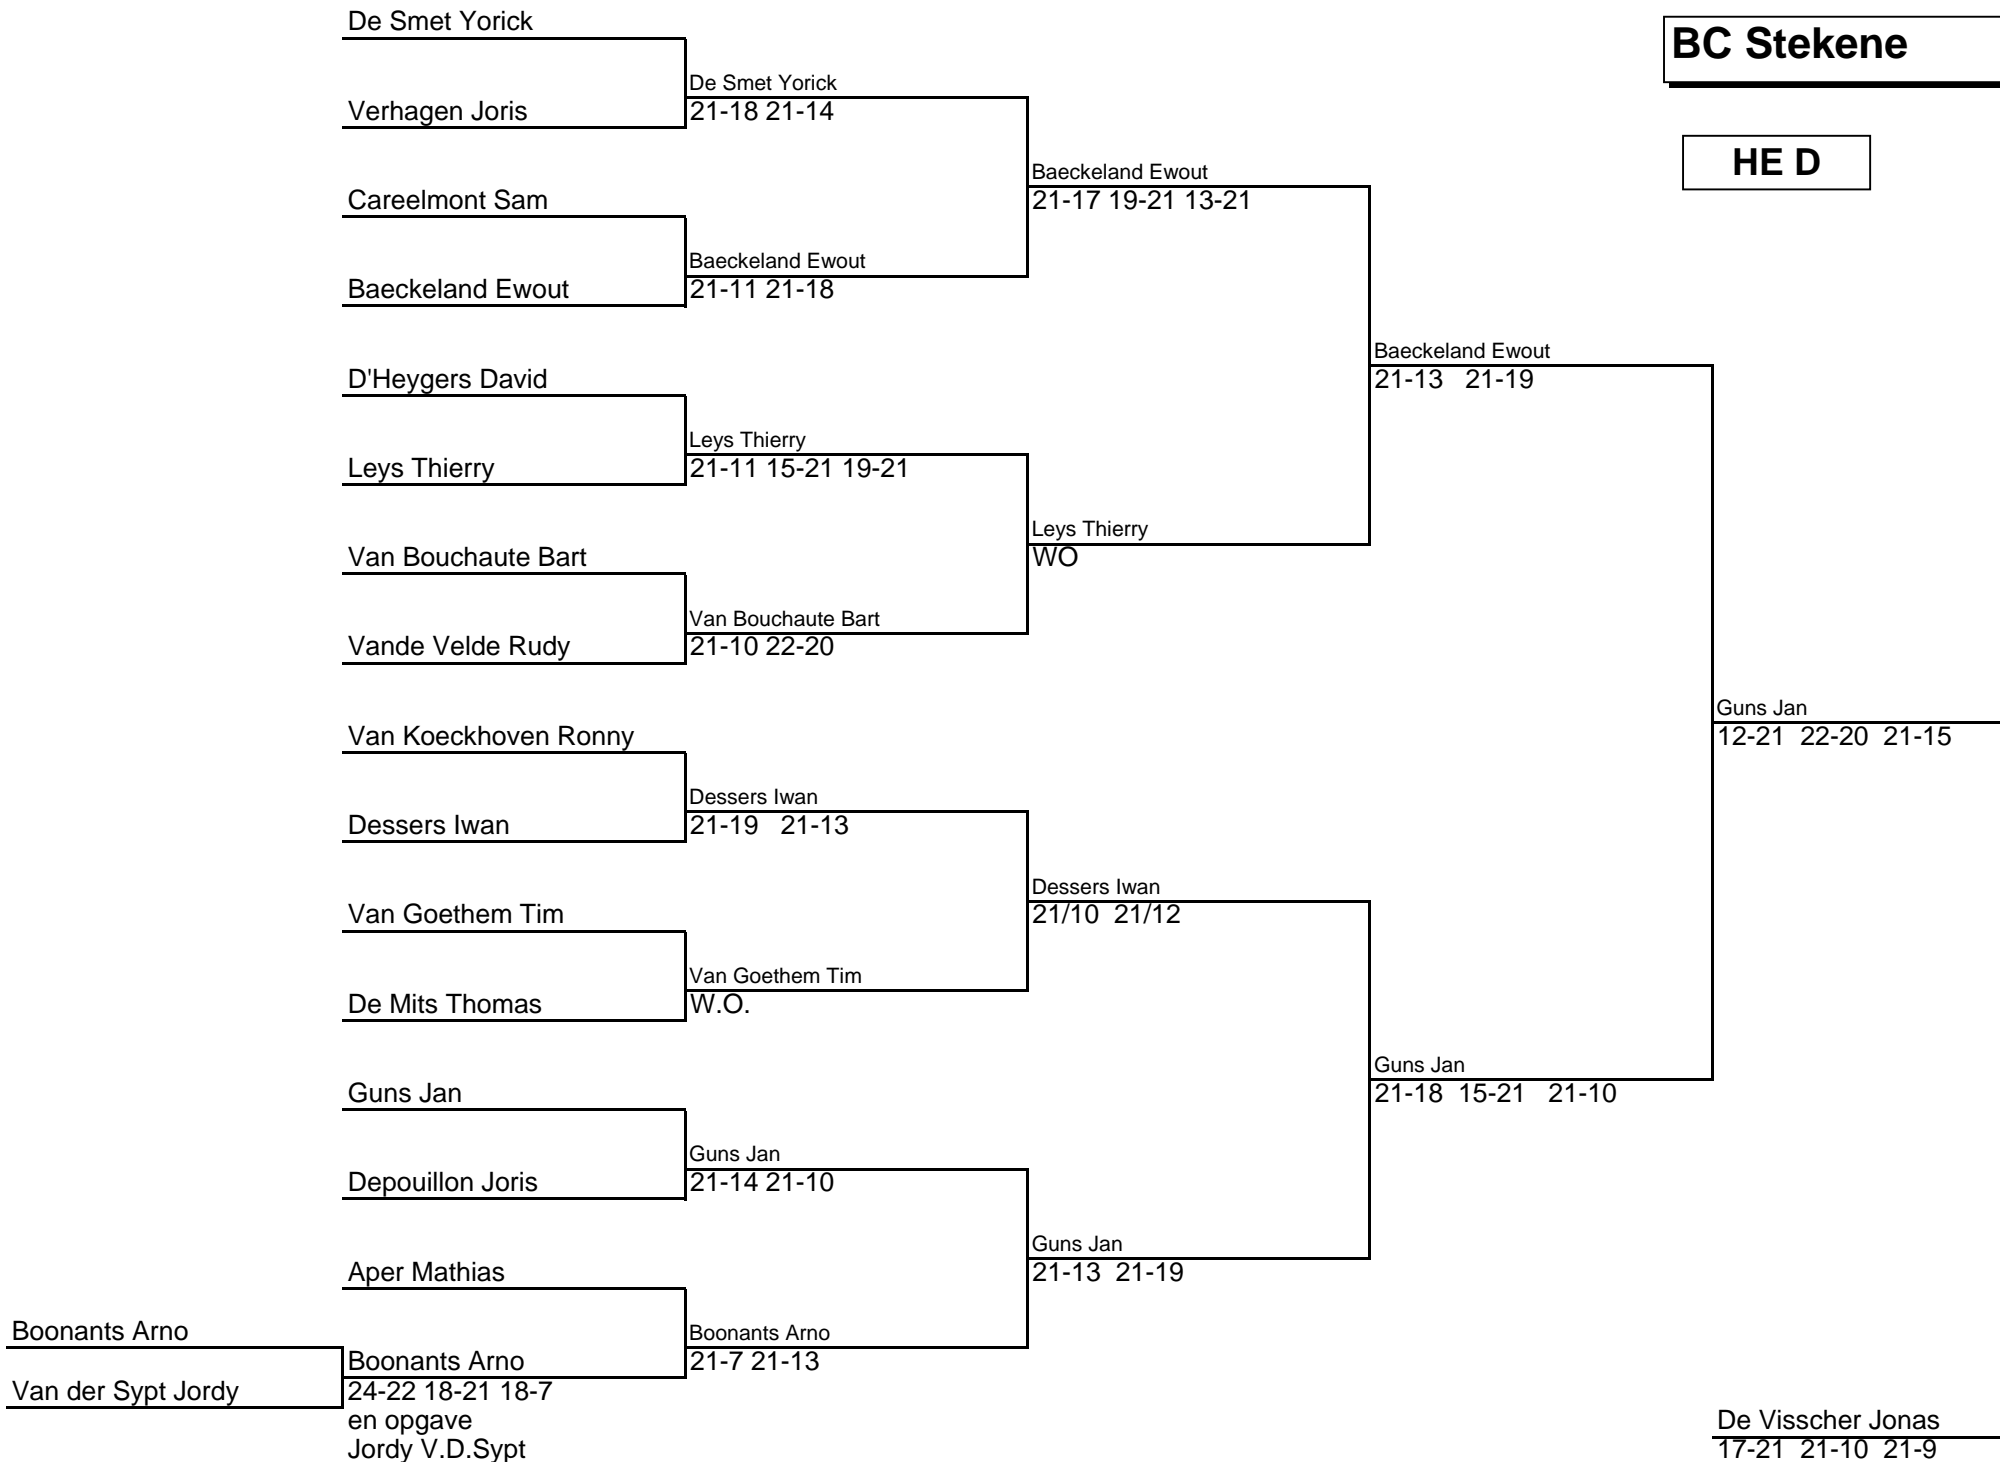 De Smet Yorick
BC Stekene
De Smet Yorick
Verhagen Joris
21-18 21-14
HE D
Baeckeland Ewout
Careelmont Sam
21-17 19-21 13-21
Baeckeland Ewout
Baeckeland Ewout
21-11 21-18
Baeckeland Ewout
D'Heygers David
21-13 21-19
Leys Thierry
Leys Thierry
21-11 15-21 19-21
Leys Thierry
Van Bouchaute Bart
WO
Van Bouchaute Bart
Vande Velde Rudy
21-10 22-20
Guns Jan
Van Koeckhoven Ronny
12-21 22-20 21-15
Dessers Iwan
Dessers Iwan
21-19 21-13
Dessers Iwan
Van Goethem Tim
21/10 21/12
Van Goethem Tim
De Mits Thomas
W.O.
Guns Jan
Guns Jan
21-18 15-21 21-10
Guns Jan
Depouillon Joris
21-14 21-10
Guns Jan
Aper Mathias
21-13 21-19
Boonants Arno
Boonants Arno
Boonants Arno
21-7 21-13
Van der Sypt Jordy
24-22 18-21 18-7
en opgave
De Visscher Jonas
Jordy V.D.Sypt
17-21 21-10 21-9